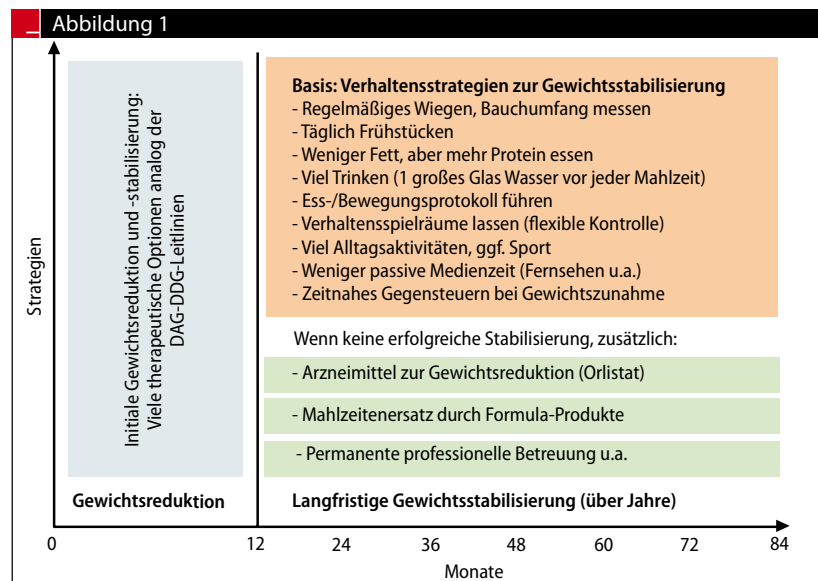 Abbildung 1
Strategien
Initiale Gewichtsreduktion und -stabilisierung:
Viele therapeutische Optionen analog der
DAG-DDG-Leitlinien
Basis: Verhaltensstrategien zur Gewichtsstabilisierung
- Regelmäßiges Wiegen, Bauchumfang messen
- Täglich Frühstücken
- Weniger Fett, aber mehr Protein essen
- Viel Trinken (1 großes Glas Wasser vor jeder Mahlzeit)
- Ess-/Bewegungsprotokoll führen
- Verhaltensspielräume lassen (flexible Kontrolle)
- Viel Alltagsaktivitäten, ggf. Sport
- Weniger passive Medienzeit (Fernsehen u.a.)
- Zeitnahes Gegensteuern bei Gewichtszunahme
Wenn keine erfolgreiche Stabilisierung, zusätzlich:
- Arzneimittel zur Gewichtsreduktion (Orlistat)
- Mahlzeitenersatz durch Formula-Produkte
- Permanente professionelle Betreuung u.a.
Gewichtsreduktion
Langfristige Gewichtsstabilisierung (über Jahre)
0 12 24 36 48 60 72 84
Monate